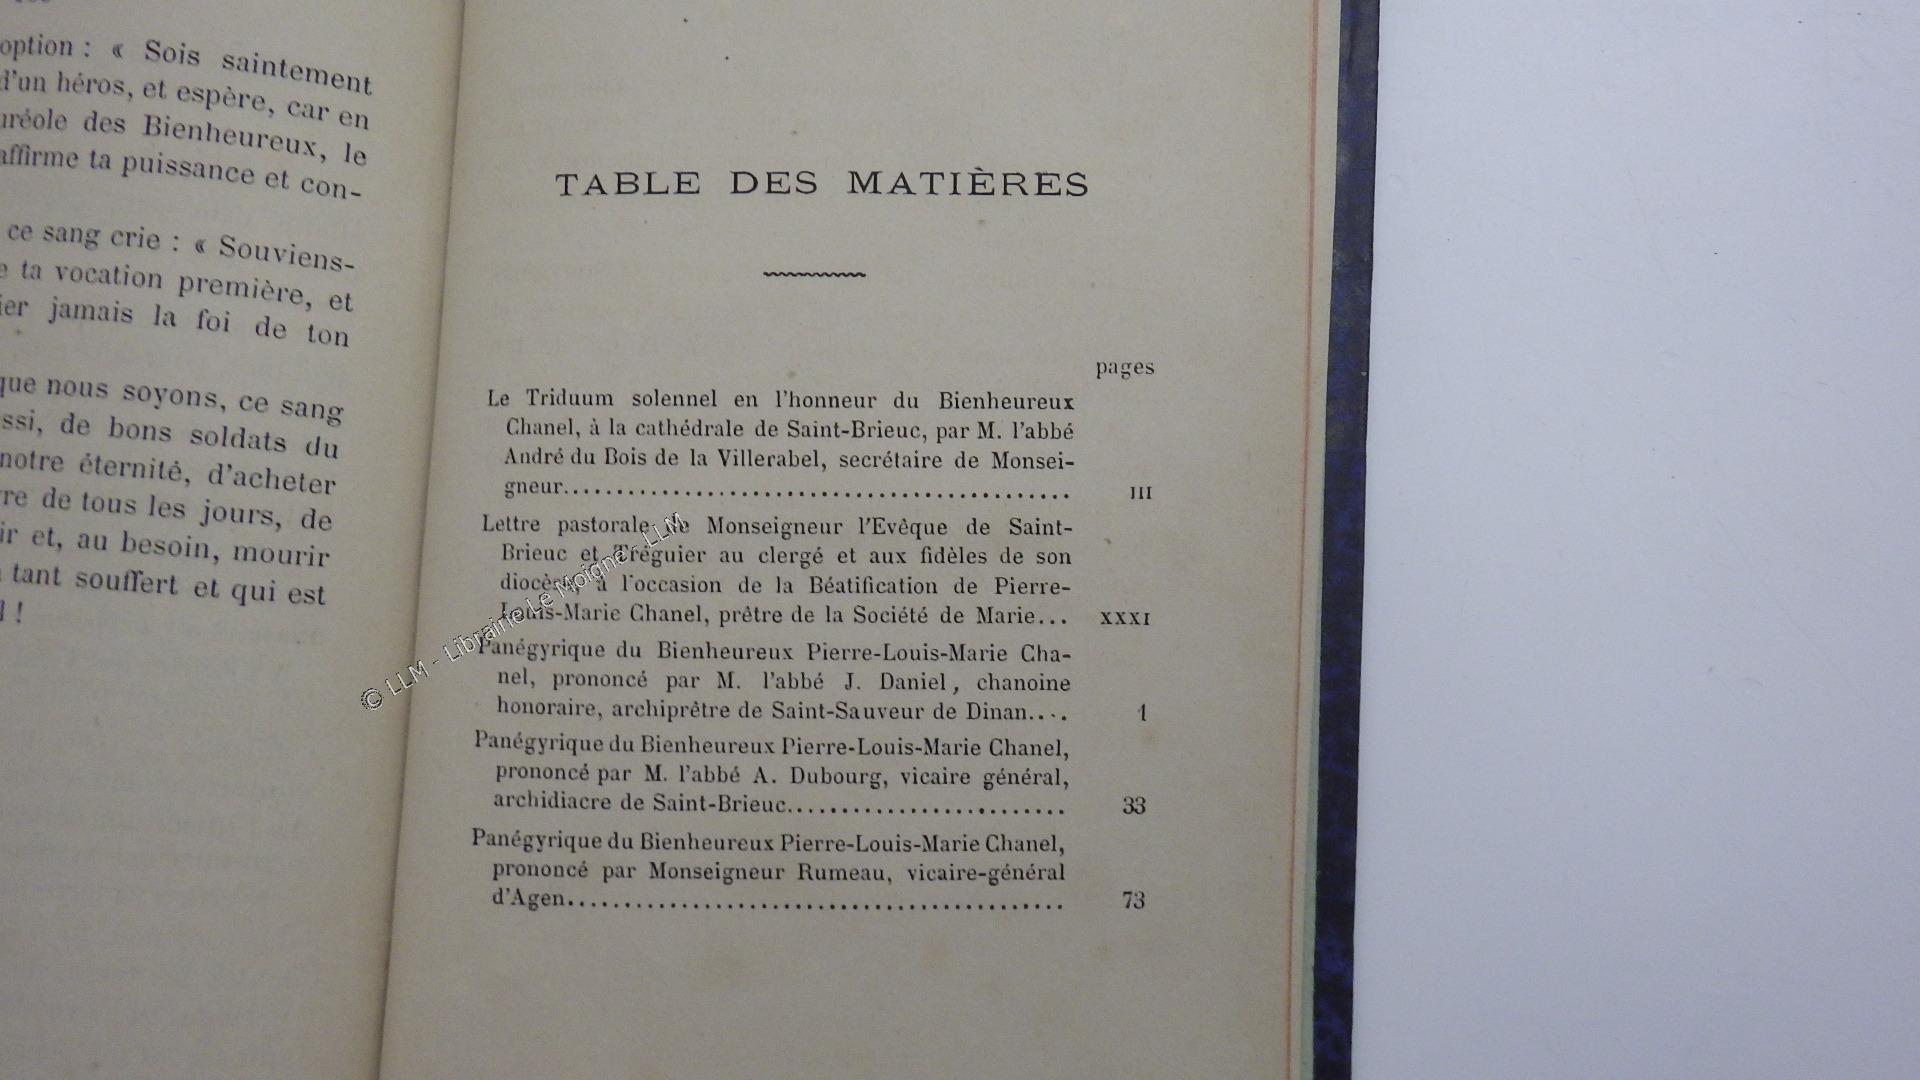 option : « Sois saintement
d'un héros, et espère, car en
des Bienheureux, le
affirme ta puissance et con-
ce sang crie : « Souviens-
ta vocation première, et
jamais la foi de ton
que nous soyons, ce sang
de bons soldats du
notre éternité, d'acheter
de tous les jours, de
et, au besoin, mourir
tant souffert et qui est
!
TABLE DES MATIÈRES
pages
Le Triduum solennel en l'honneur du Bienheureux
Chanel, à la cathédrale de Saint-Brieuc, par M. l'abbé
André du Bois de la Villerabel, secrétaire de Monsei-
gneur............................................. III
Lettre pastorale de Monseigneur l'Evêque de Saint-
Brieuc et Tréguier au clergé et aux fidèles de son
diocèse, à l'occasion de la Béatification de Pierre-
Louis-Marie Chanel, prêtre de la Société de Marie... XXXI
Panégyrique du Bienheureux Pierre-Louis-Marie Cha-
nel, prononcé par M. l'abbé J. Daniel, chanoine
honoraire, archiprêtre de Saint-Sauveur de Dinan.... 1
Panégyrique du Bienheureux Pierre-Louis-Marie Chanel,
prononcé par M. l'abbé A. Dubourg, vicaire général,
archidiacre de Saint-Brieuc......................... 33
Panégyrique du Bienheureux Pierre-Louis-Marie Chanel,
prononcé par Monseigneur Rumeau, vicaire-général
d'Agen............................................. 73
© LLM - Librairie Le Moigne - LLM